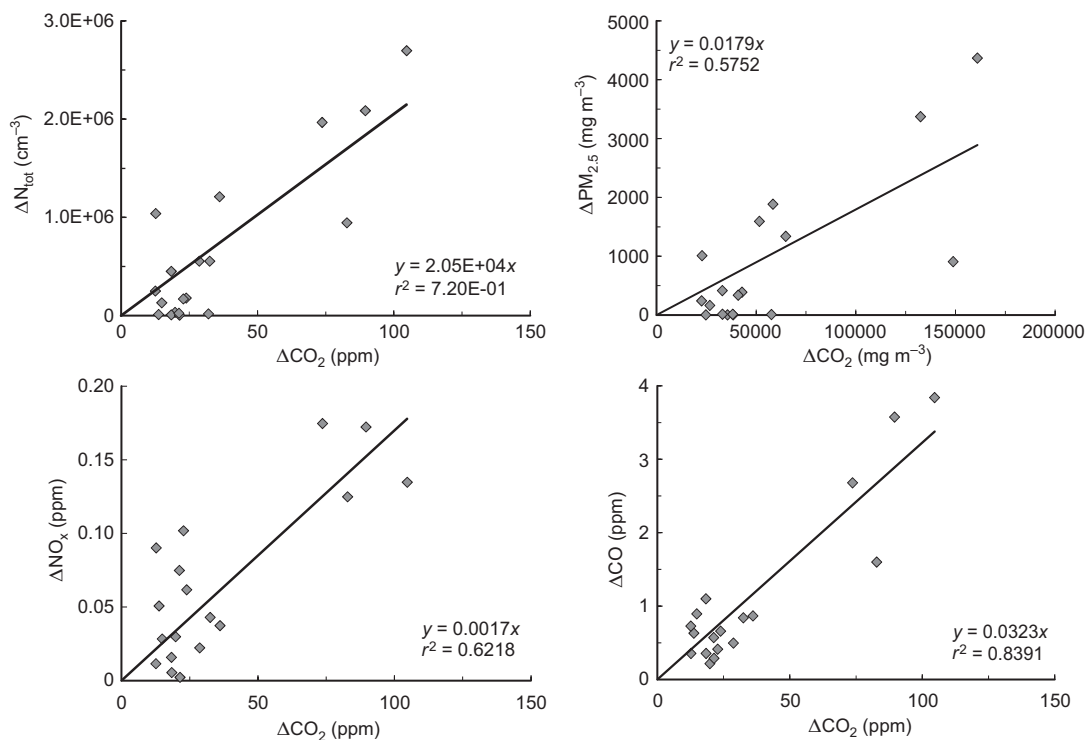 3.0E+06
2.0E+06
1.0E+06
0
ΔN_tot (cm⁻³)
y = 2.05E+04x
r² = 7.20E-01
0 50 100 150
ΔCO₂ (ppm)
5000
4000
3000
2000
1000
0
ΔPM₂.₅ (mg m⁻³)
y = 0.0179x
r² = 0.5752
0 50000 100000 150000 200000
ΔCO₂ (mg m⁻³)
0.20
0.15
0.10
0.05
0
ΔNOₓ (ppm)
y = 0.0017x
r² = 0.6218
0 50 100 150
ΔCO₂ (ppm)
4
3
2
1
0
ΔCO (ppm)
y = 0.0323x
r² = 0.8391
0 50 100 150
ΔCO₂ (ppm)